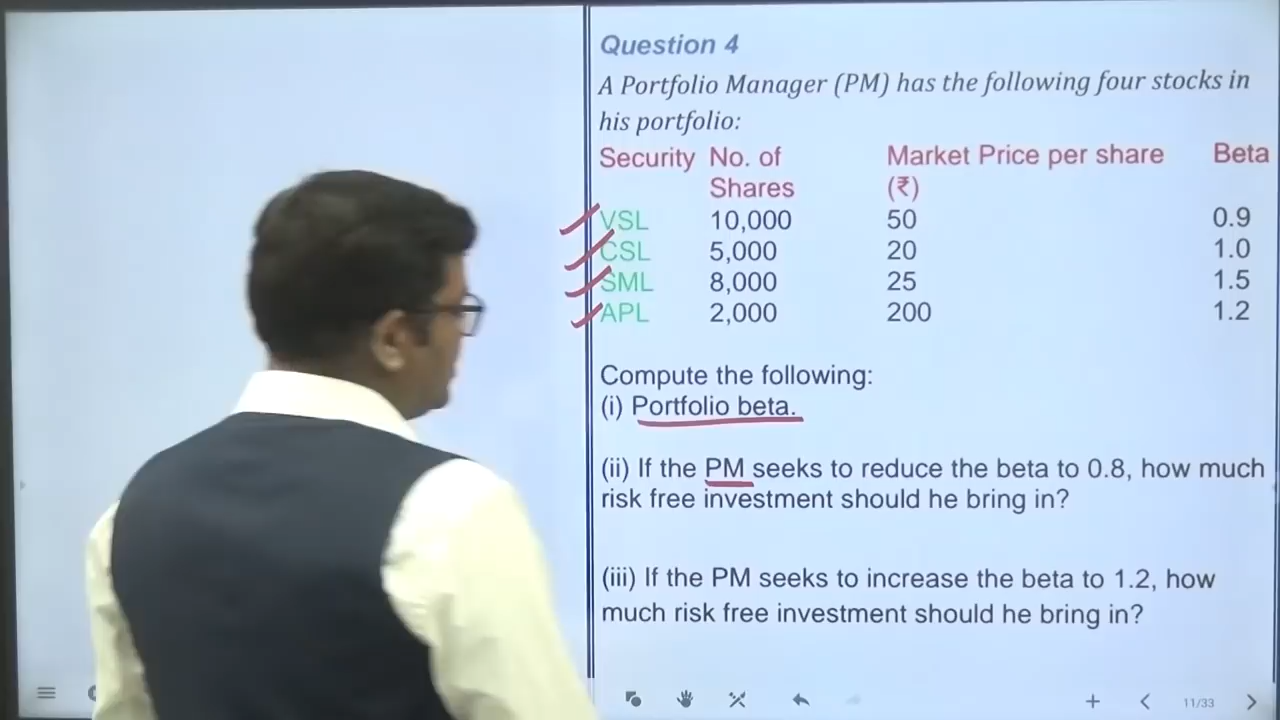 Question 4
A Portfolio Manager (PM) has the following four stocks in
his portfolio:
Security No. of Market Price per share Beta
Shares (₹)
VSL 10,000 50 0.9
CSL 5,000 20 1.0
SML 8,000 25 1.5
APL 2,000 200 1.2
Compute the following:
(i) Portfolio beta.
(ii) If the PM seeks to reduce the beta to 0.8, how much
risk free investment should he bring in?
(iii) If the PM seeks to increase the beta to 1.2, how
much risk free investment should he bring in?
11/33